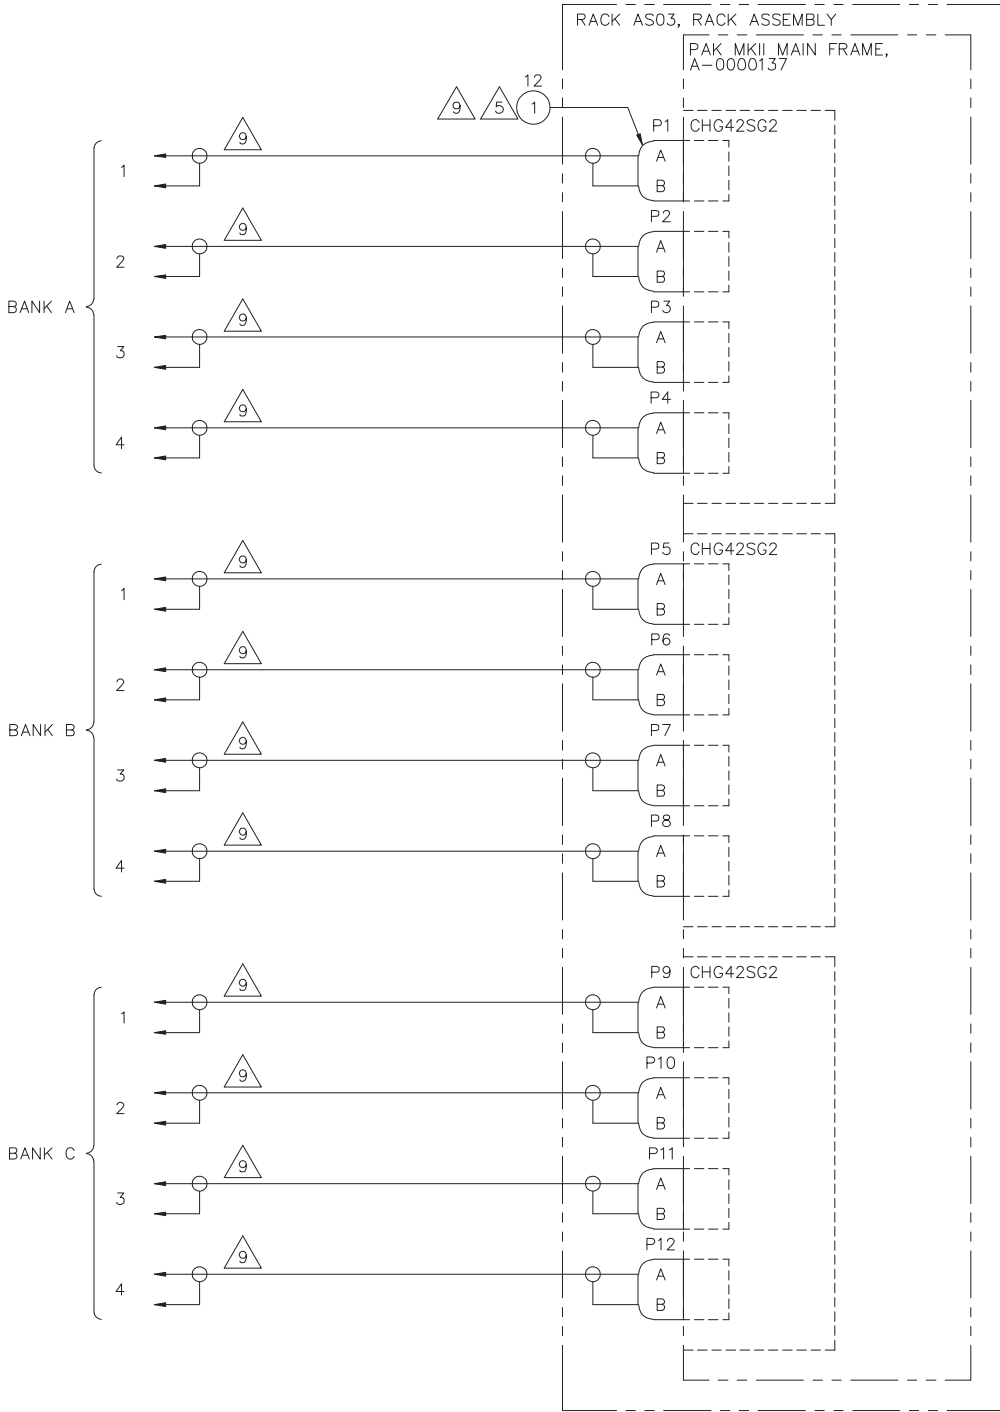 RACK AS03, RACK ASSEMBLY
PAK MKII MAIN FRAME,
A-0000137
12
9 5 1
P1 CHG42SG2
9
1
A
B
P2
9
2
A
B
BANK A
P3
9
3
A
B
P4
9
4
A
B
P5 CHG42SG2
9
1
A
B
P6
9
2
A
B
BANK B
P7
9
3
A
B
P8
9
4
A
B
P9 CHG42SG2
9
1
A
B
P10
9
2
A
B
BANK C
P11
9
3
A
B
P12
9
4
A
B